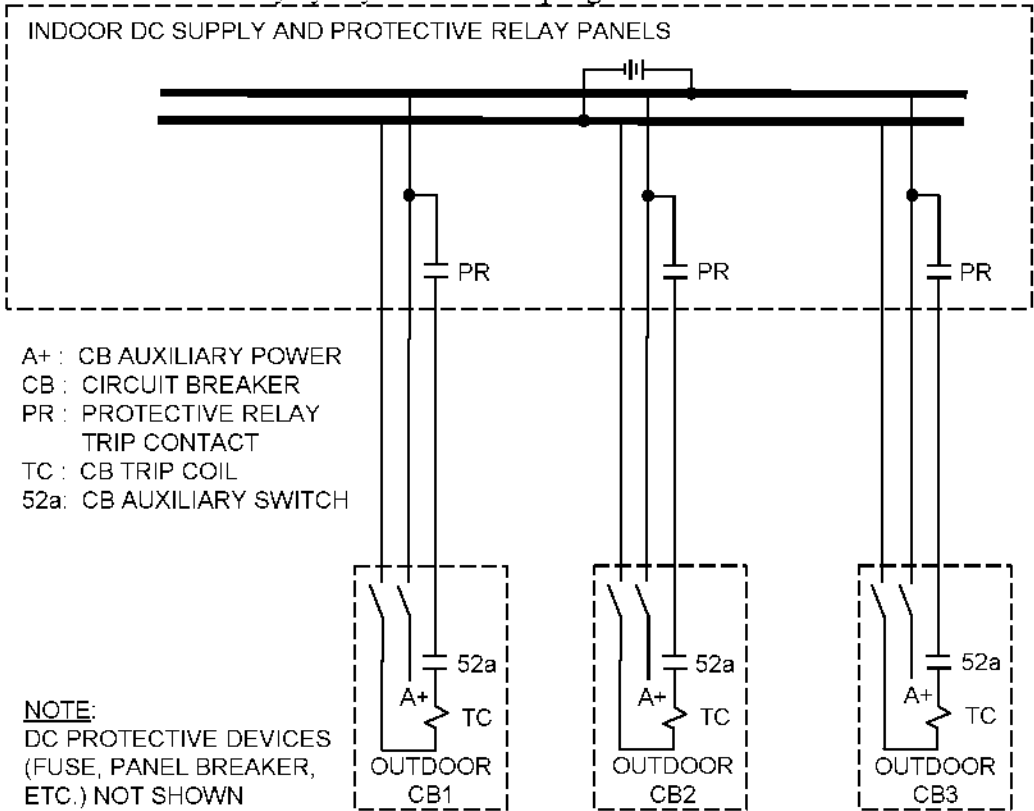 INDOOR DC SUPPLY AND PROTECTIVE RELAY PANELS
PR
PR
PR
A+ : CB AUXILIARY POWER
CB : CIRCUIT BREAKER
PR : PROTECTIVE RELAY
TRIP CONTACT
TC : CB TRIP COIL
52a: CB AUXILIARY SWITCH
52a
52a
52a
A+
A+
A+
TC
TC
TC
NOTE:
DC PROTECTIVE DEVICES
(FUSE, PANEL BREAKER,
ETC.) NOT SHOWN
OUTDOOR
CB1
OUTDOOR
CB2
OUTDOOR
CB3